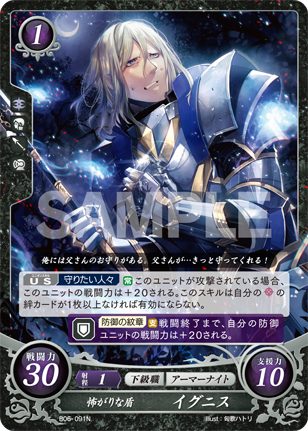 1
SAMPLE
俺には父さんのお守りがある。父さんが…きっと守ってくれる!
US 守りたい人々 常 このユニットが攻撃されている場合、
このユニットの戦闘力は+20される。このスキルは自分の
絆カードが1枚以上なければ有効にならない。
防御の紋章 支 戦闘終了まで、自分の防御
ユニットの戦闘力は+20される。
戦闘力 30
射程 1 下級職 アーマーナイト
支援力 10
怖がりな盾 イグニス
B06-091N Illust:匈歌ハトリ